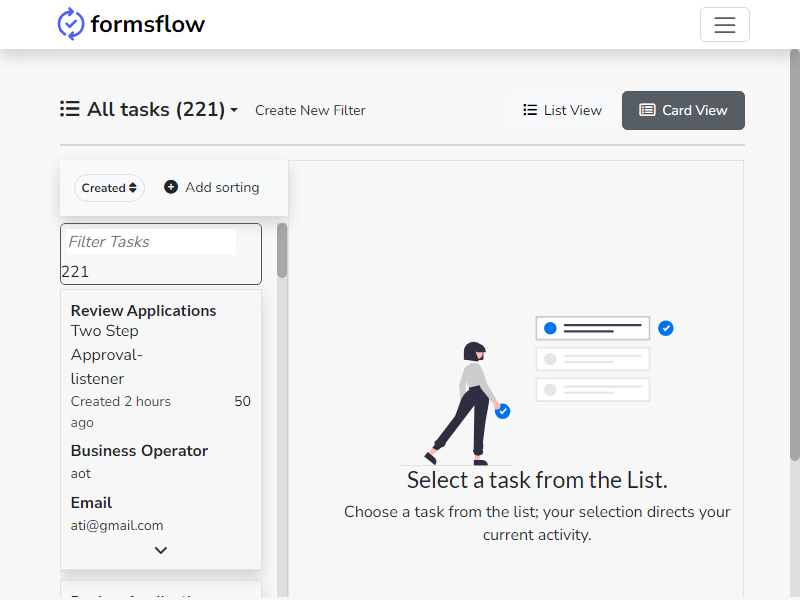 formsflow
All tasks (221)
Create New Filter
List View
Card View
Created
Add sorting
Filter Tasks
221
Review Applications
Two Step
Approval-
listener
Created 2 hours
ago
50
Business Operator
aot
Email
ati@gmail.com
Select a task from the List.
Choose a task from the list; your selection directs your
current activity.